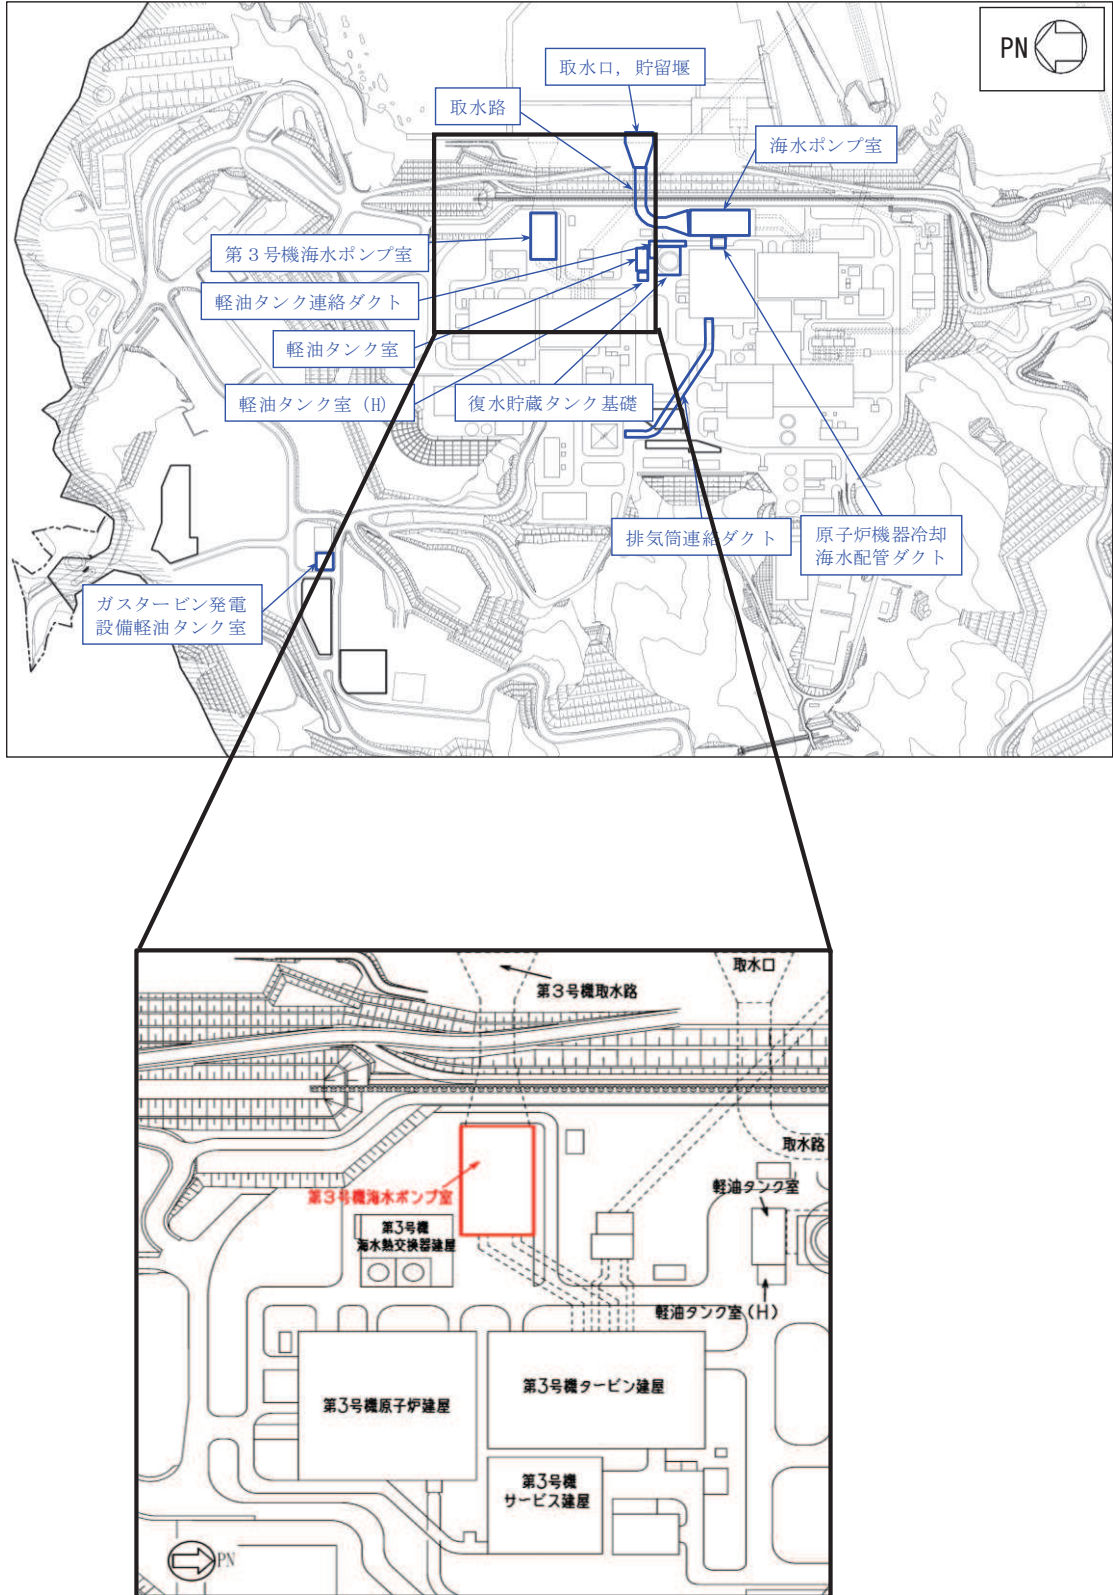 PN
取水口,貯留堰
取水路
海水ポンプ室
第3号機海水ポンプ室
軽油タンク連絡ダクト
軽油タンク室
軽油タンク室(H)
復水貯蔵タンク基礎
排気筒連絡ダクト
原子炉機器冷却
海水配管ダクト
ガスタービン発電
設備軽油タンク室
取水口
第3号機取水路
取水路
軽油タンク室
第3号機海水ポンプ室
第3号機
海水熱交換器建屋
軽油タンク室(H)
第3号機タービン建屋
第3号機原子炉建屋
第3号機
サービス建屋
PN